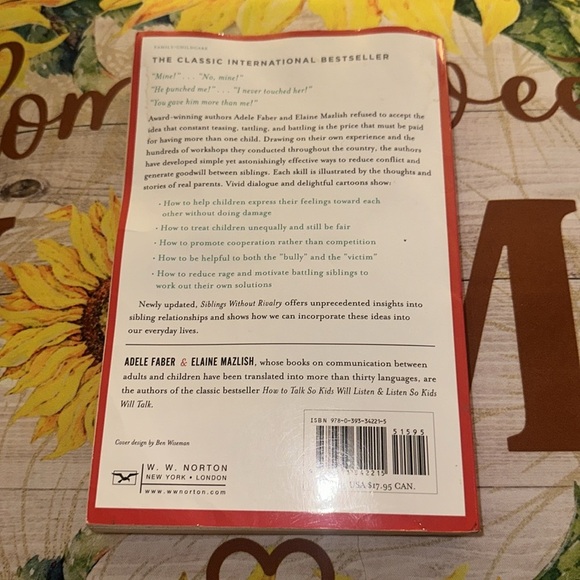 FAMILY/CHILDCARE
THE CLASSIC INTERNATIONAL BESTSELLER
"Mine!" . . . "No, mine!"
"He punched me!" . . . "I never touched her!"
"You gave him more than me!"
Award-winning authors Adele Faber and Elaine Mazlish refused to accept the
idea that constant teasing, tattling, and battling is the price that must be paid
for having more than one child. Drawing on their own experience and the
hundreds of workshops they conducted throughout the country, the authors
have developed simple yet astonishingly effective ways to reduce conflict and
generate goodwill between siblings. Each skill is illustrated by the thoughts and
stories of real parents. Vivid dialogue and delightful cartoons show:
• How to help children express their feelings toward each
other without doing damage
• How to treat children unequally and still be fair
• How to promote cooperation rather than competition
• How to be helpful to both the "bully" and the "victim"
• How to reduce rage and motivate battling siblings to
work out their own solutions
Newly updated, Siblings Without Rivalry offers unprecedented insights into
sibling relationships and shows how we can incorporate these ideas into
our everyday lives.
ADELE FABER & ELAINE MAZLISH, whose books on communication between
adults and children have been translated into more than thirty languages, are
the authors of the classic bestseller How to Talk So Kids Will Listen & Listen So Kids
Will Talk.
Cover design by Ben Wiseman
W. W. NORTON
NEW YORK • LONDON
www.wwnorton.com
ISBN 978-0-393-34221-5
51595
USA $17.95 CAN.